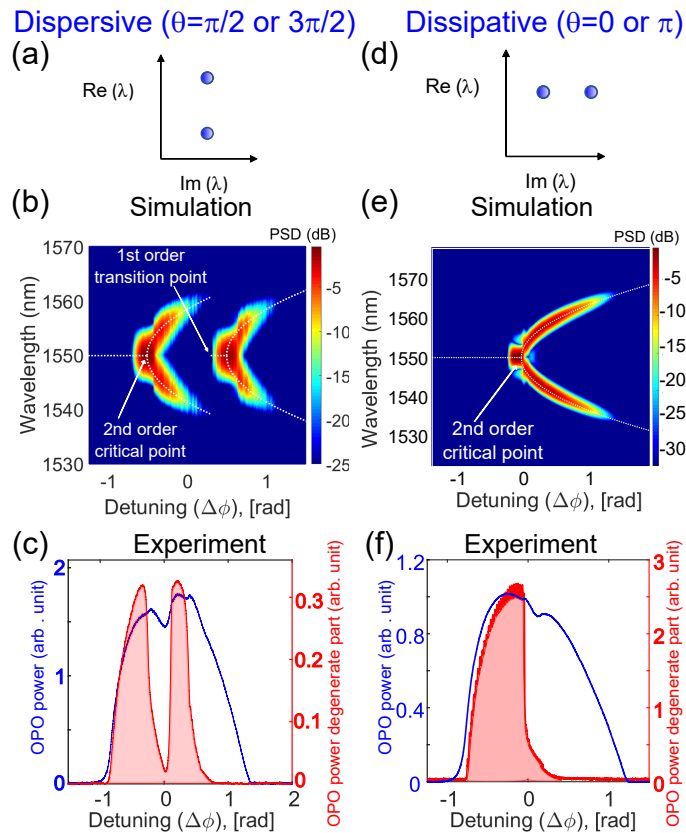 Dispersive (θ=π/2 or 3π/2)
Dissipative (θ=0 or π)
(a)
Re (λ)
Im (λ)
(d)
Re (λ)
Im (λ)
(b)
Simulation
PSD (dB)
1st order
transition point
2nd order
critical point
Wavelength (nm)
1570
1560
1550
1540
1530
-1
0
1
Detuning (Δϕ), [rad]
-5
-10
-15
-20
-25
(e)
Simulation
PSD (dB)
2nd order
critical point
Wavelength (nm)
1570
1560
1550
1540
1530
-1
0
1
Detuning (Δϕ), [rad]
-5
-10
-15
-20
-25
-30
(c)
Experiment
OPO power (arb . unit)
2
1
0
OPO power degenerate part (arb. unit)
0.3
0.2
0.1
0
-1
0
1
2
Detuning (Δϕ), [rad]
(f)
Experiment
OPO power (arb . unit)
1.2
0.8
0.4
0
OPO power degenerate part (arb. unit)
3
2
1
0
-1
0
1
Detuning (Δϕ), [rad]